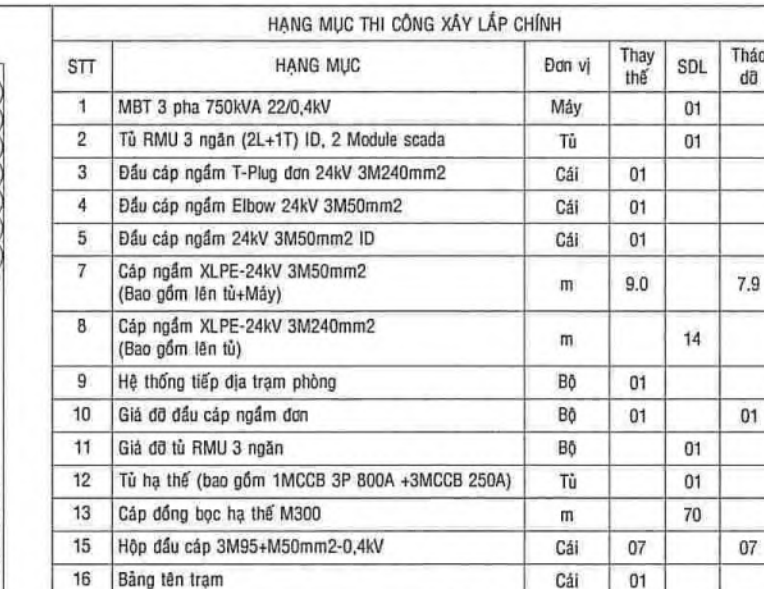 HẠNG MỤC THI CÔNG XÂY LẮP CHÍNH
STT HẠNG MỤC Đơn vị Thay thế SDL Tháo dỡ
1 MBT 3 pha 750kVA 22/0,4kV Máy 01
2 Tủ RMU 3 ngăn (2L+1T) ID, 2 Module scada Tủ 01
3 Đầu cáp ngầm T-Plug đơn 24kV 3M240mm2 Cái 01
4 Đầu cáp ngầm Elbow 24kV 3M50mm2 Cái 01
5 Đầu cáp ngầm 24kV 3M50mm2 ID Cái 01
7 Cáp ngầm XLPE-24kV 3M50mm2
(Bao gồm lên tủ+Máy) m 9.0 7.9
8 Cáp ngầm XLPE-24kV 3M240mm2
(Bao gồm lên tủ) m 14
9 Hệ thống tiếp địa trạm phòng Bộ 01
10 Giá đỡ đầu cáp ngầm đơn Bộ 01 01
11 Giá đỡ tủ RMU 3 ngăn Bộ 01
12 Tủ hạ thế (bao gồm 1MCCB 3P 800A +3MCCB 250A) Tủ 01
13 Cáp đồng bọc hạ thế M300 m 70
15 Hộp đầu cáp 3M95+M50mm2-0,4kV Cái 07 07
16 Bảng tên trạm Cái 01